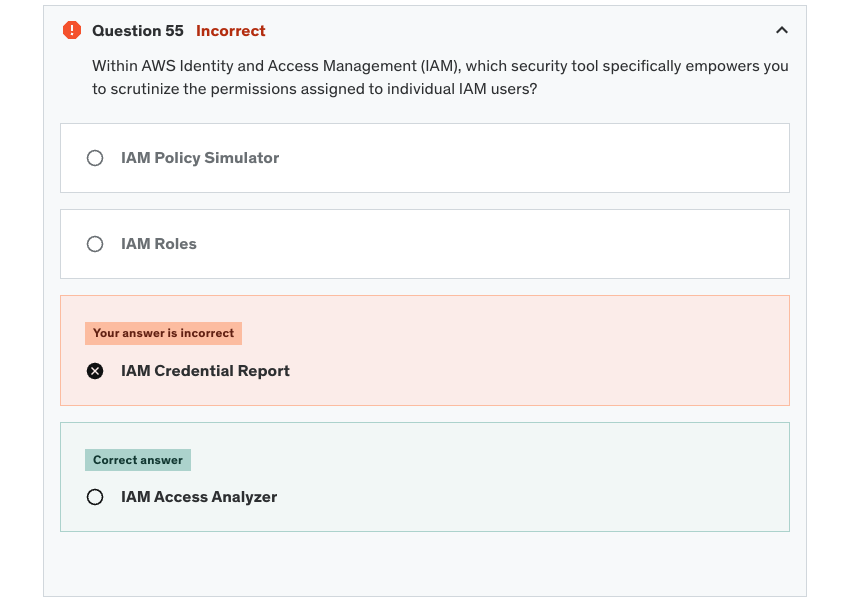 Question 55 Incorrect
Within AWS Identity and Access Management (IAM), which security tool specifically empowers you
to scrutinize the permissions assigned to individual IAM users?
IAM Policy Simulator
IAM Roles
Your answer is incorrect
IAM Credential Report
Correct answer
IAM Access Analyzer